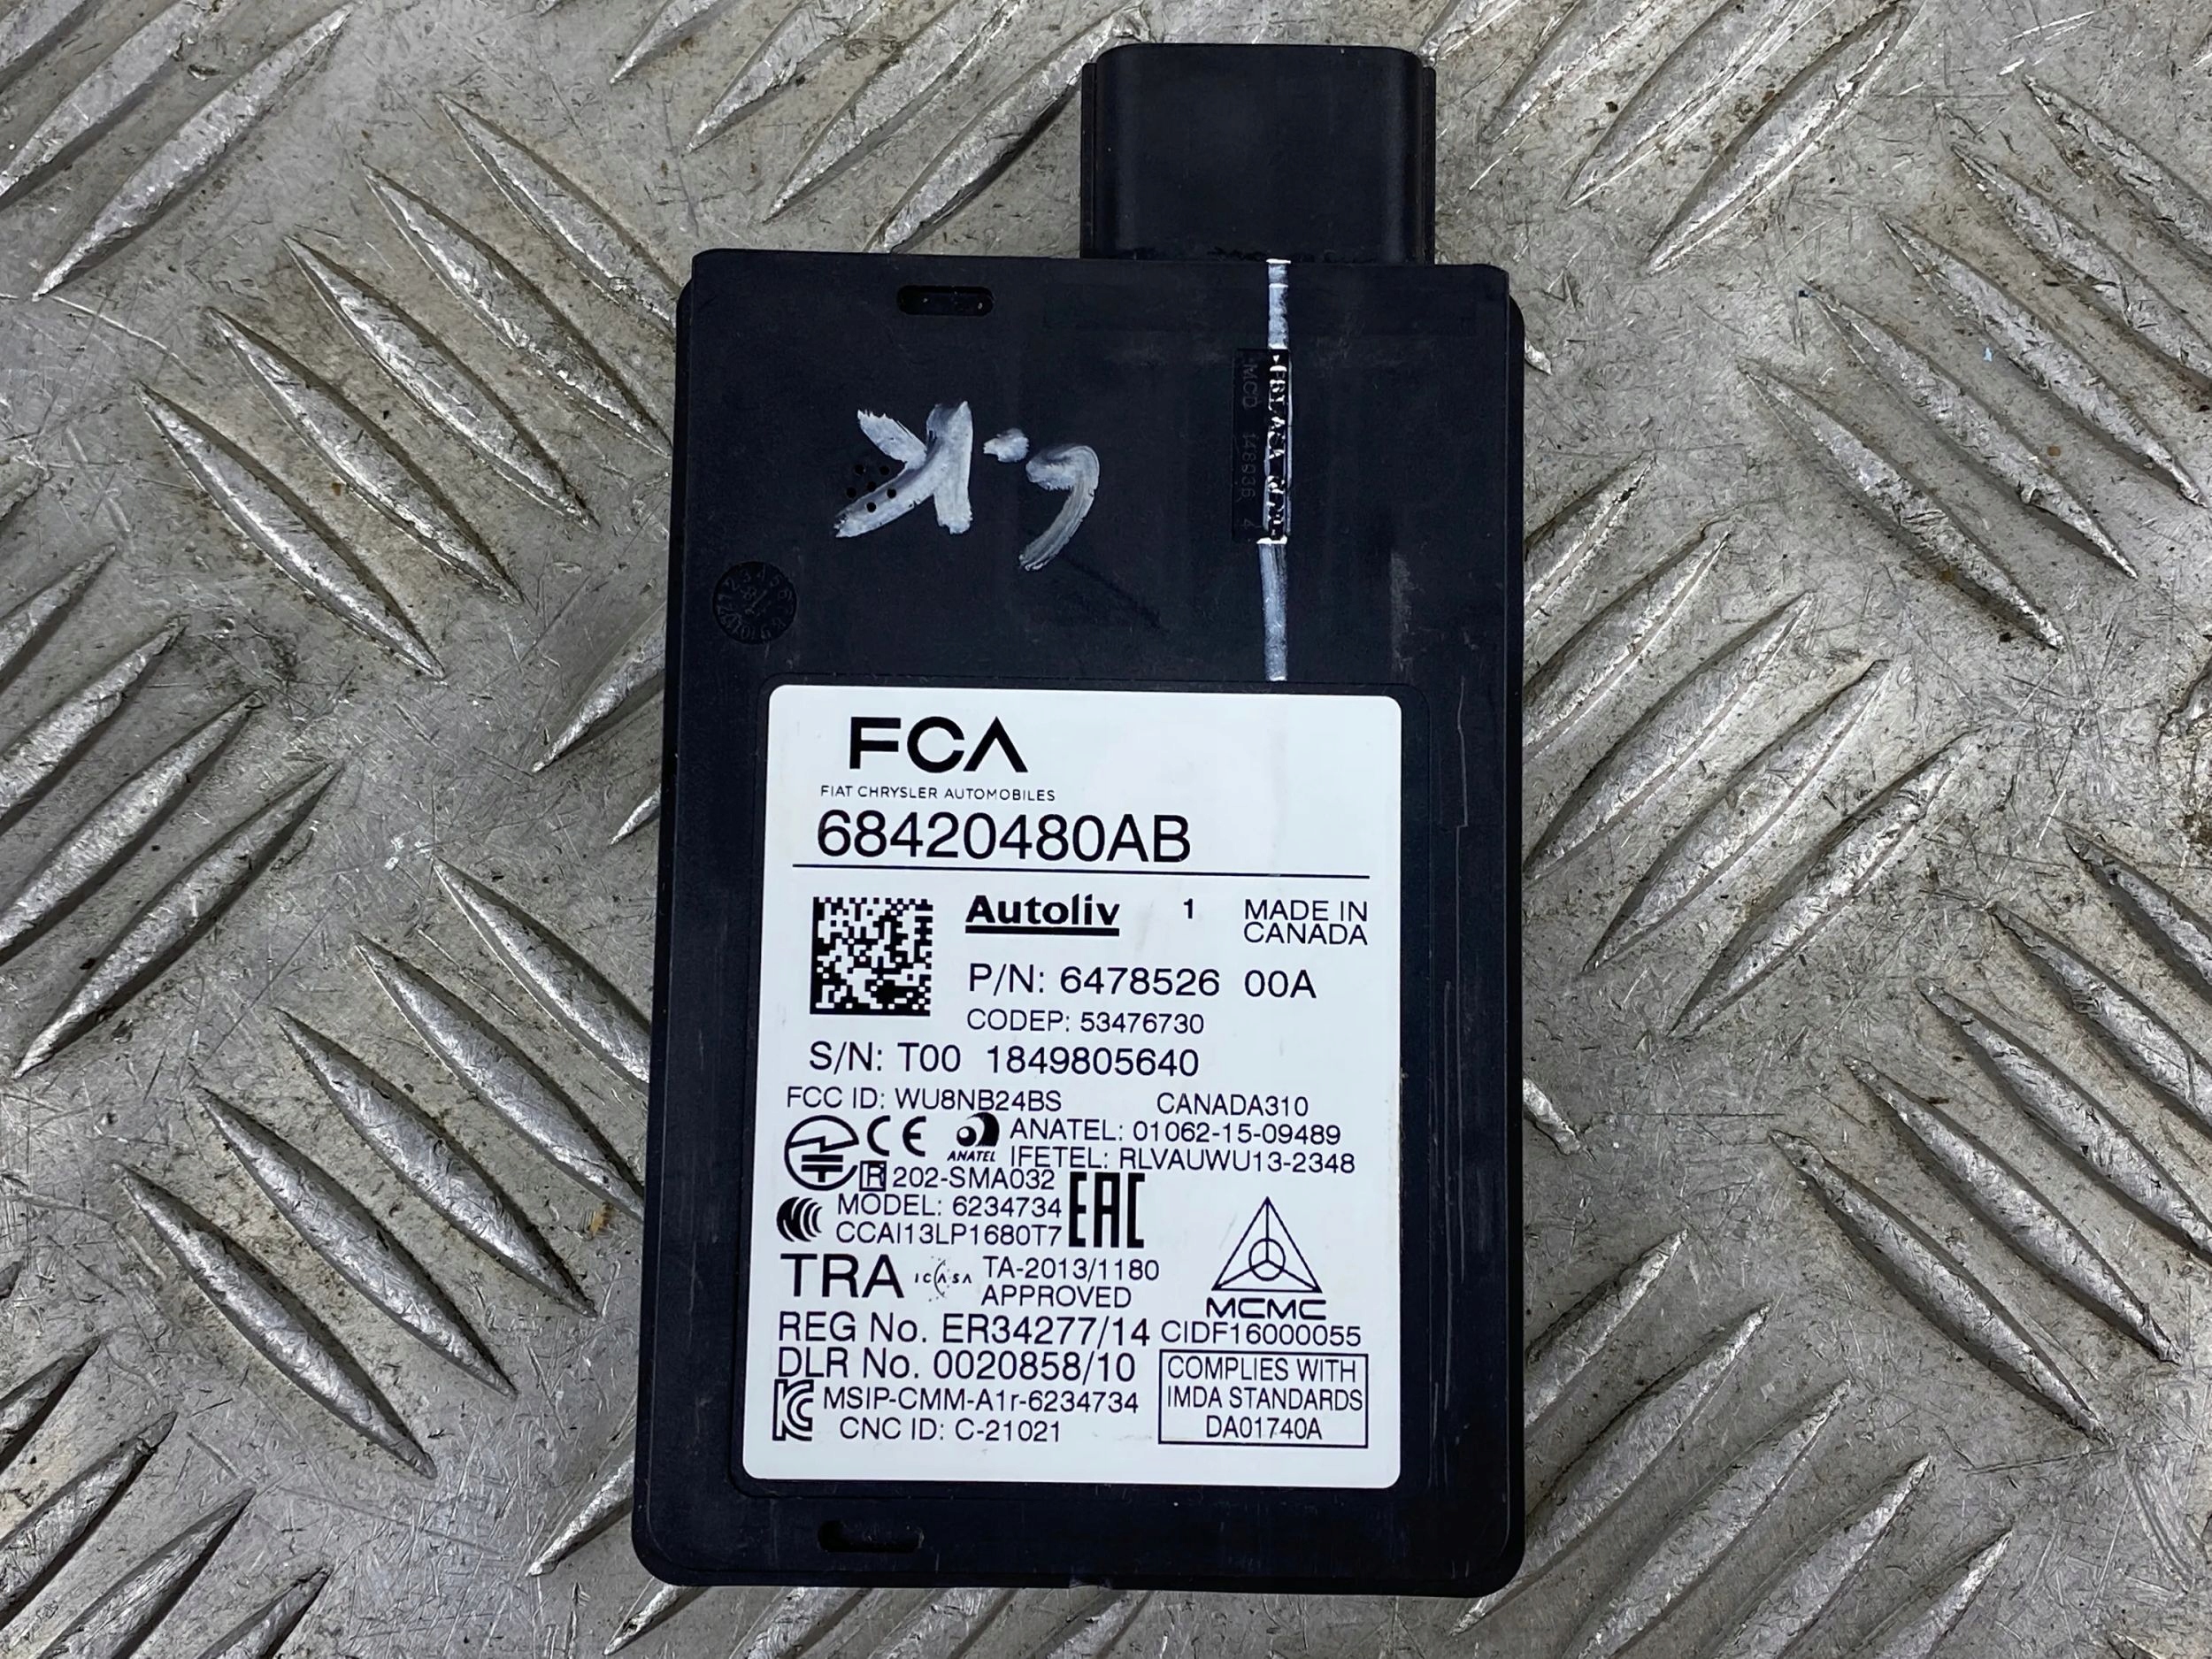 FCA
FIAT CHRYSLER AUTOMOBILES
68420480AB
Autoliv 1 MADE IN CANADA
P/N: 6478526 00A
CODEP: 53476730
S/N: T00 1849805640
FCC ID: WU8NB24BS CANADA310
CE ANATEL ANATEL: 01062-15-09489
IFETEL: RLVAUWU13-2348
R 202-SMA032
MODEL: 6234734 EAC
CCAI13LP1680T7
TRA ICASA TA-2013/1180
APPROVED
MCMC
REG No. ER34277/14 CIDF16000055
DLR No. 0020858/10 COMPLIES WITH
MSIP-CMM-A1r-6234734 IMDA STANDARDS
CNC ID: C-21021 DA01740A